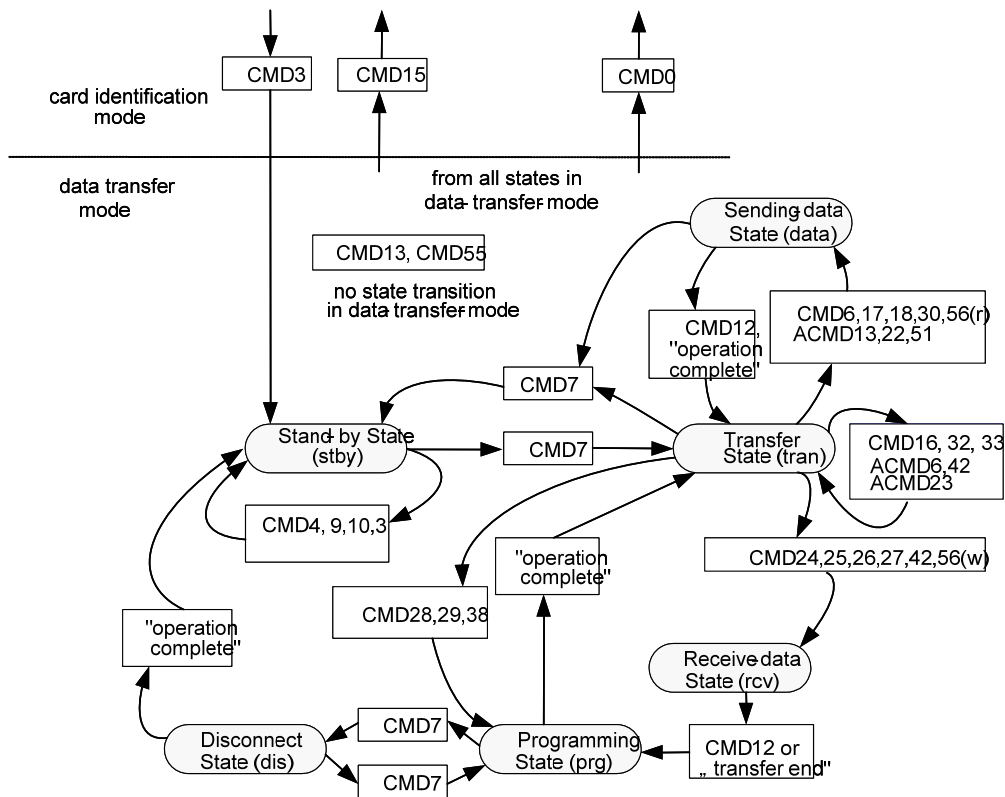 CMD3
CMD15
CMD0
card identification
mode
data transfer
mode
from all states in
data-transfer-mode
Sending-data
State (data)
CMD13, CMD55
no state transition
in data-transfer-mode
CMD12,
"operation
complete"
CMD6,17,18,30,56(r)
ACMD13,22,51
CMD7
Stand-by State
(stby)
CMD7
Transfer
State (tran)
CMD16, 32, 33
ACMD6,42
ACMD23
CMD4, 9,10,3
"operation
complete"
CMD24,25,26,27,42,56(w)
CMD28,29,38
"operation
complete"
Receive-data
State (rcv)
CMD7
Disconnect
State (dis)
Programming
State (prg)
CMD12 or
„ transfer end"
CMD7